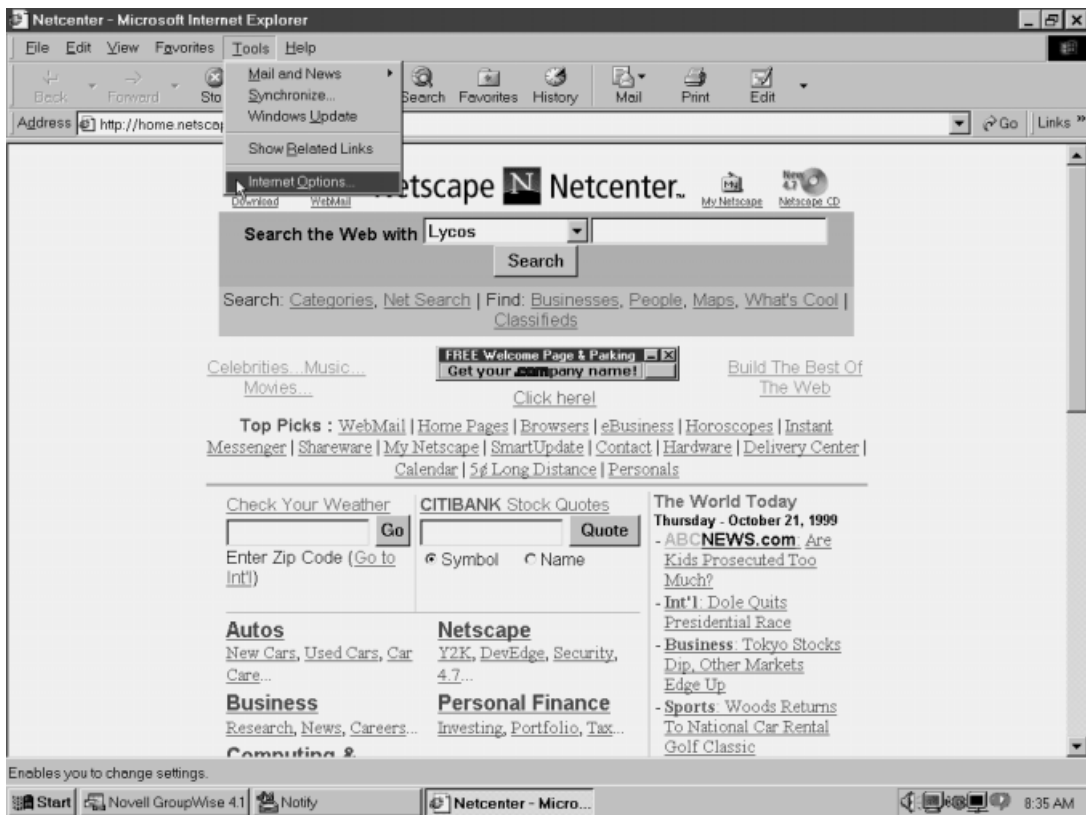 Netcenter - Microsoft Internet Explorer
File Edit View Favorites Tools Help
Back Forward Sto Search Favorites History Mail Print Edit
Mail and News
Synchronize...
Windows Update
Show Related Links
Internet Options...
Address http://home.netscap Go Links »
Netscape N Netcenter™
Download WebMail My Netscape Netscape CD
My New 4.7
Search the Web with Lycos
Search
Search: Categories, Net Search | Find: Businesses, People, Maps, What's Cool |
Classifieds
Celebrities...Music...
Movies...
FREE Welcome Page & Parking
Get your .company name!
Click here!
Build The Best Of
The Web
Top Picks : WebMail | Home Pages | Browsers | eBusiness | Horoscopes | Instant
Messenger | Shareware | My Netscape | SmartUpdate | Contact | Hardware | Delivery Center |
Calendar | 5¢ Long Distance | Personals
Check Your Weather
Go
Enter Zip Code (Go to
Int'l)
CITIBANK Stock Quotes
Quote
Symbol Name
Autos
New Cars, Used Cars, Car
Care...
Netscape
Y2K, DevEdge, Security,
4.7...
Business
Research, News, Careers...
Personal Finance
Investing, Portfolio, Tax...
Computing &
The World Today
Thursday - October 21, 1999
- ABCNEWS.com: Are
Kids Prosecuted Too
Much?
- Int'l: Dole Quits
Presidential Race
- Business: Tokyo Stocks
Dip, Other Markets
Edge Up
- Sports: Woods Returns
To National Car Rental
Golf Classic
Enables you to change settings.
Start Novell GroupWise 4.1 Notify Netcenter - Micro... 8:35 AM